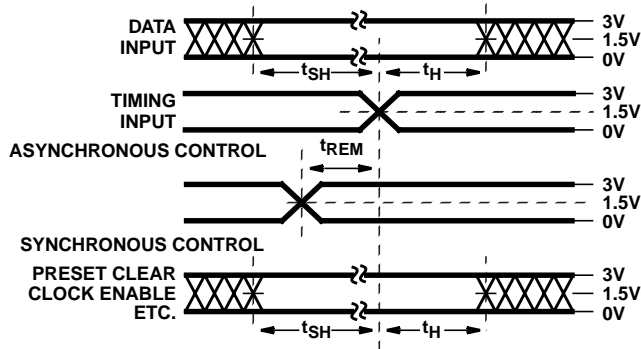 DATA
INPUT
3V
1.5V
0V
tSH
tH
TIMING
INPUT
3V
1.5V
0V
ASYNCHRONOUS CONTROL
tREM
3V
1.5V
0V
SYNCHRONOUS CONTROL
PRESET CLEAR
CLOCK ENABLE
ETC.
3V
1.5V
0V
tSH
tH